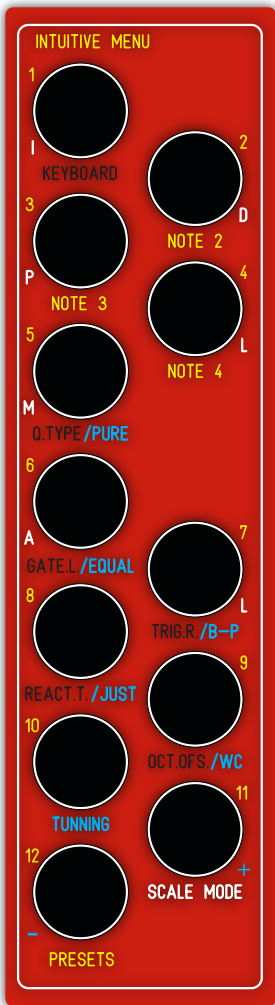 INTUITIVE MENU
1
I
KEYBOARD
2
D
NOTE 2
3
P
NOTE 3
4
L
NOTE 4
5
M
Q.TYPE/PURE
6
A
GATE.L/EQUAL
7
L
TRIG.R./B-P
8
REACT.T./JUST
9
OCT.OFS./WC
10
TUNNING
11
+
SCALE MODE
12
-
PRESETS